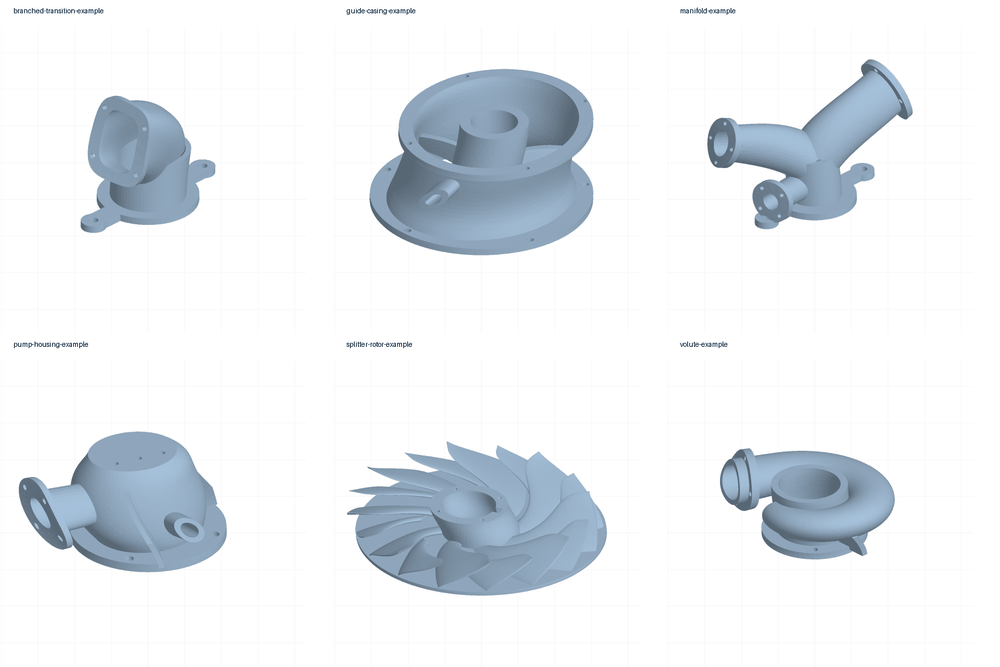 branched-transition-example
guide-casing-example
manifold-example
pump-housing-example
splitter-rotor-example
volute-example